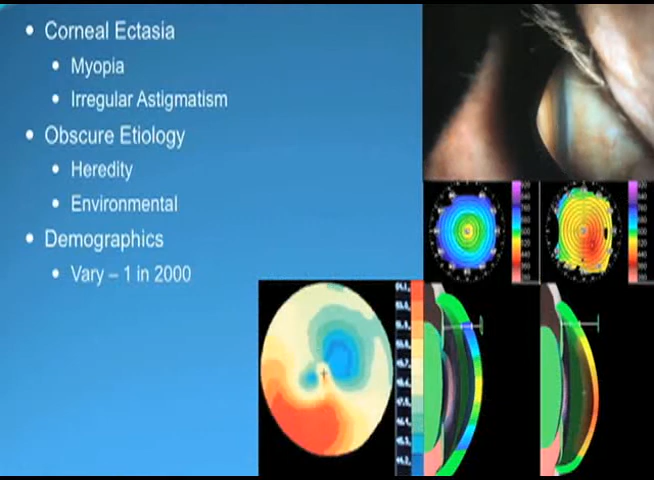 Corneal Ectasia
Myopia
Irregular Astigmatism
Obscure Etiology
Heredity
Environmental
Demographics
Vary – 1 in 2000